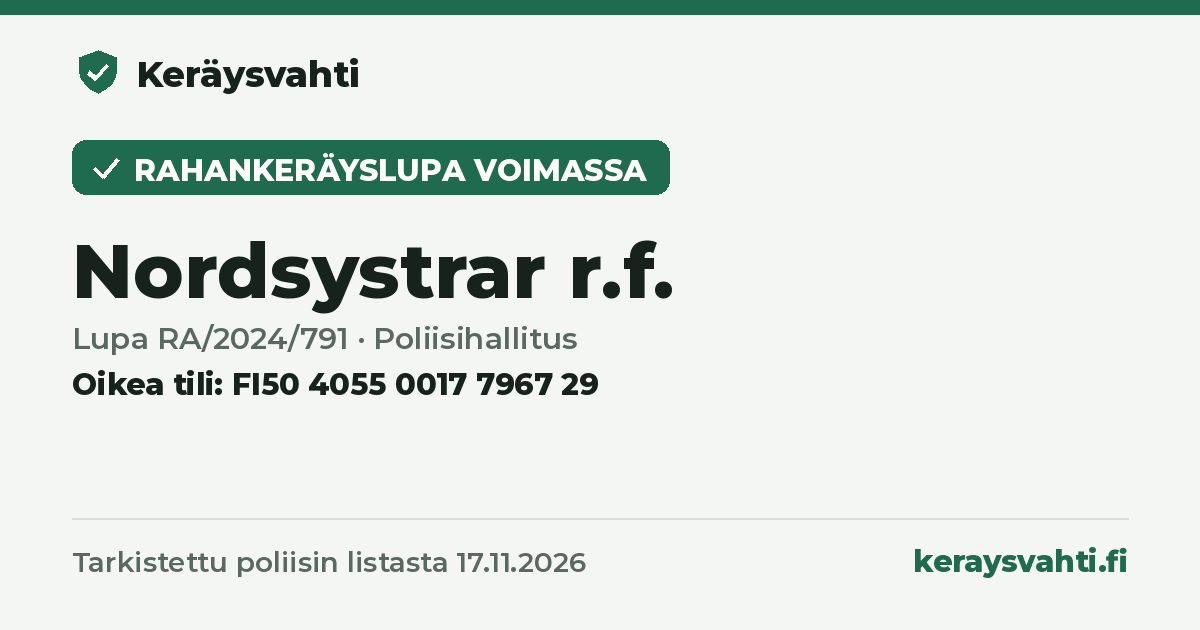 Keräysvahti
RAHANKERÄYSLUPA VOIMASSA
Nordsystrar r.f.
Lupa RA/2024/791 · Poliisihallitus
Oikea tili: FI50 4055 0017 7967 29
Tarkistettu poliisin listasta 17.11.2026
keraysvahti.fi